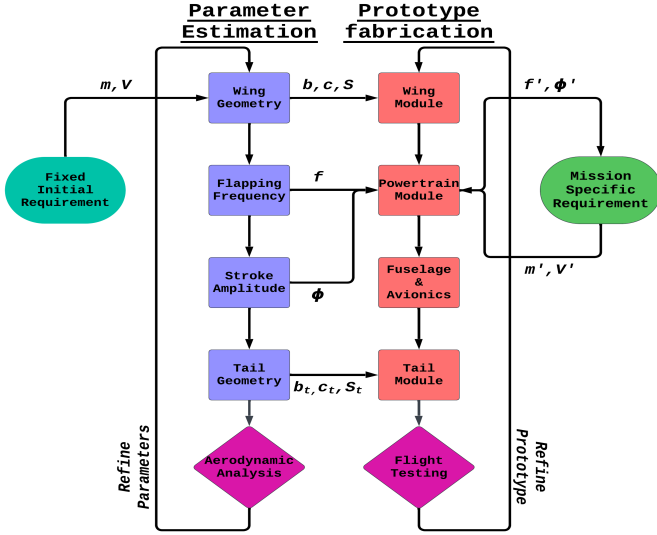 Parameter
Estimation
Prototype
fabrication
m,V
Wing
Geometry
b,c,S
Wing
Module
f',ϕ'
Fixed
Initial
Requirement
Flapping
Frequency
f
Powertrain
Module
Mission
Specific
Requirement
Stroke
Amplitude
ϕ
Fuselage
&
Avionics
m',V'
Tail
Geometry
bₜ,cₜ,Sₜ
Tail
Module
Refine
Parameters
Aerodynamic
Analysis
Flight
Testing
Refine
Prototype